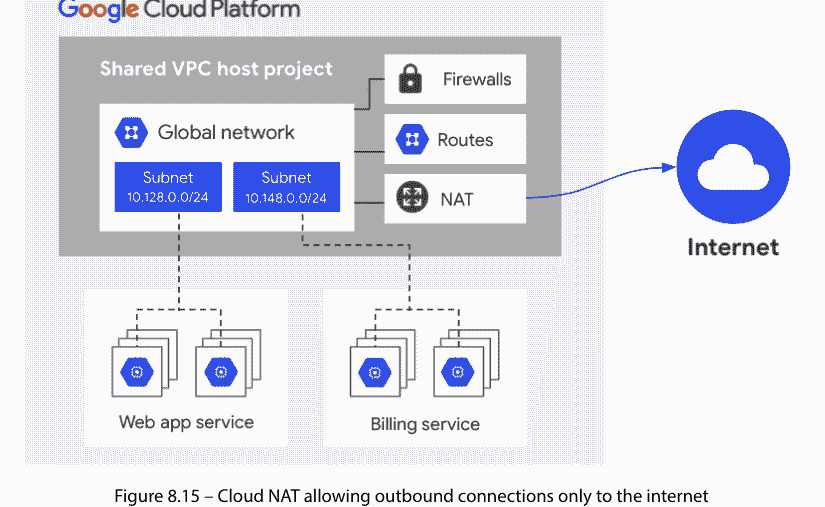 Google Cloud Platform
Shared VPC host project
Firewalls
Global network
Routes
Subnet
10.128.0.0/24
Subnet
10.148.0.0/24
NAT
Internet
Web app service
Billing service
Figure 8.15 – Cloud NAT allowing outbound connections only to the internet